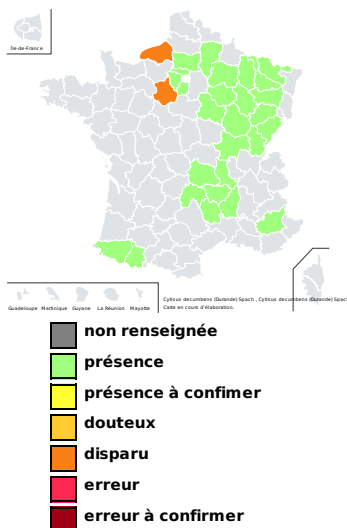 Île-de-France
Guadeloupe Martinique Guyane La Réunion Mayotte
Cytisus decumbens (Durande) Spach , Cytisus decumbens (Durande) Spach
Carte en cours d'élaboration.
non renseignée
présence
présence à confimer
douteux
disparu
erreur
erreur à confirmer